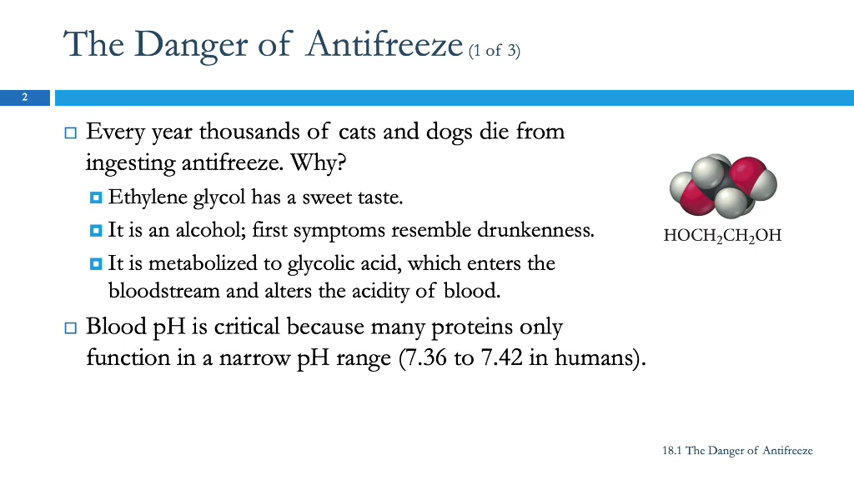 The Danger of Antifreeze (1 of 3)
2
Every year thousands of cats and dogs die from
ingesting antifreeze. Why?
Ethylene glycol has a sweet taste.
It is an alcohol; first symptoms resemble drunkenness.
It is metabolized to glycolic acid, which enters the
bloodstream and alters the acidity of blood.
Blood pH is critical because many proteins only
function in a narrow pH range (7.36 to 7.42 in humans).
HOCH₂CH₂OH
18.1 The Danger of Antifreeze